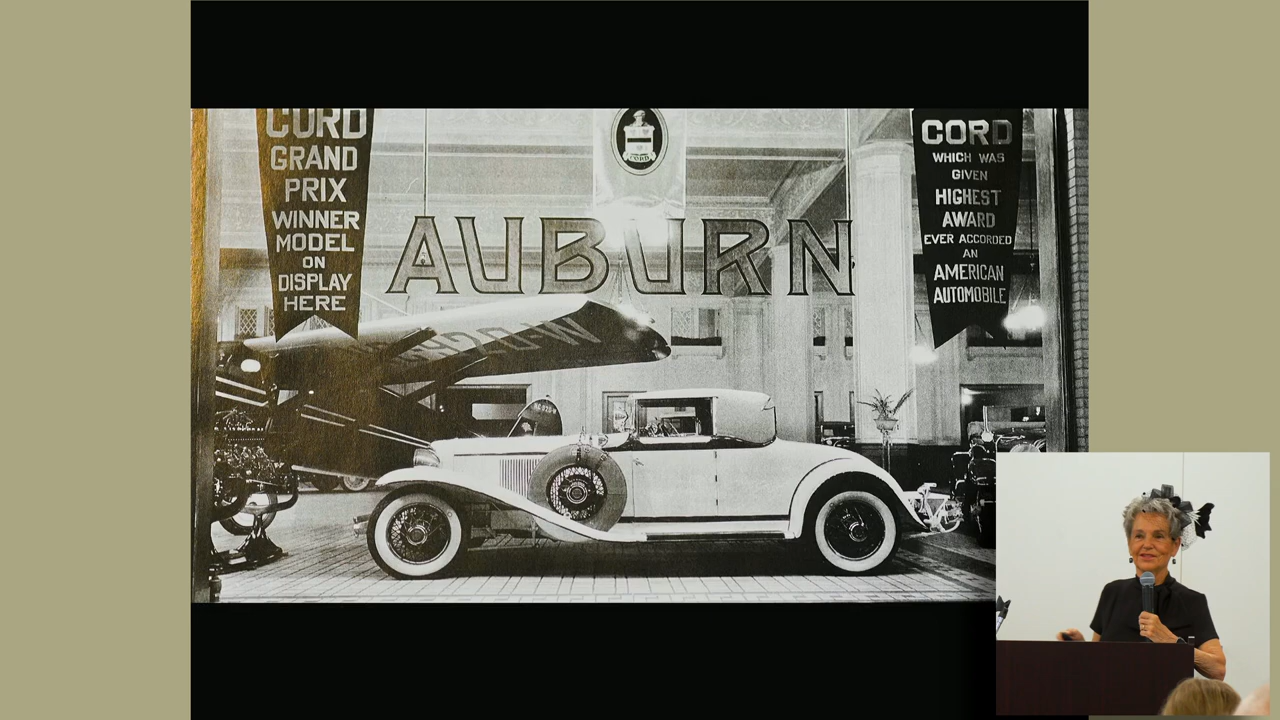 CORD
GRAND
PRIX
WINNER
MODEL
ON
DISPLAY
HERE
CORD
AUBURN
CORD
WHICH WAS
GIVEN
HIGHEST
AWARD
EVER ACCORDED
AN
AMERICAN
AUTOMOBILE